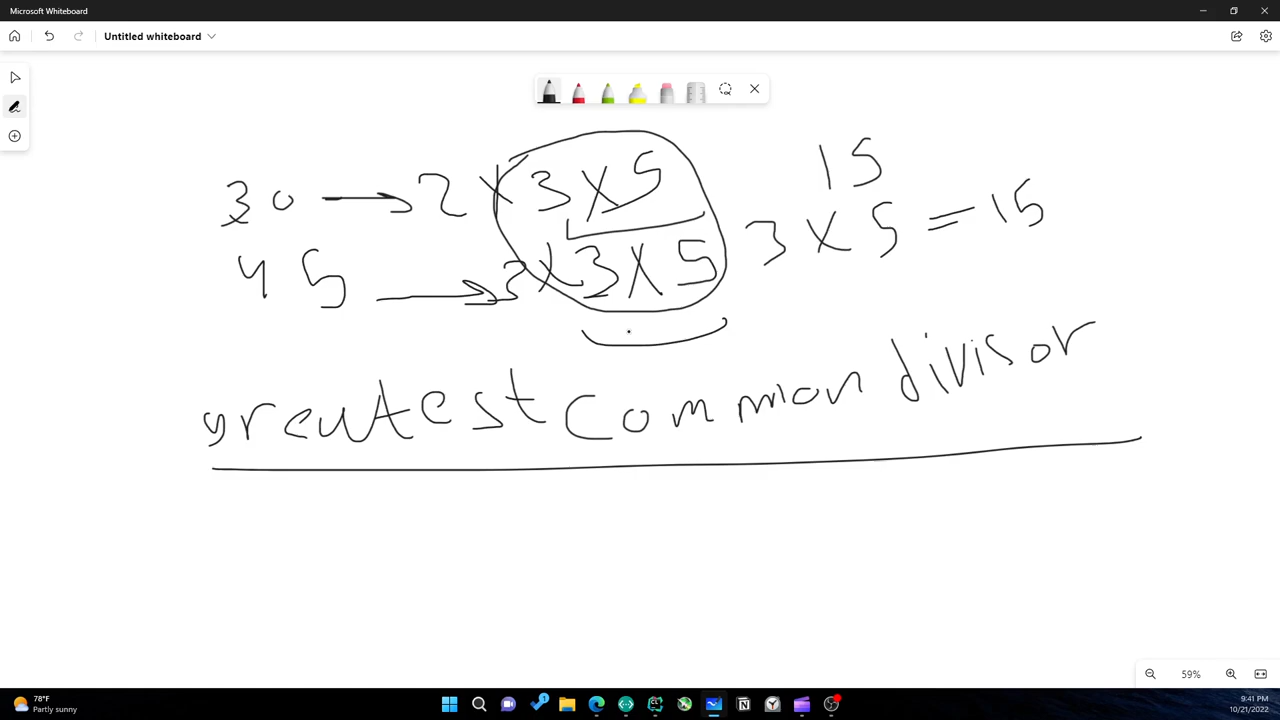 Microsoft Whiteboard
Untitled whiteboard
15
30 → 2 x 3 x 5
3 x 5 = 15
45 → 3 x 3 x 5
greatest common divisor
59%
78°F
Partly sunny
1
9:41 PM
10/21/2022